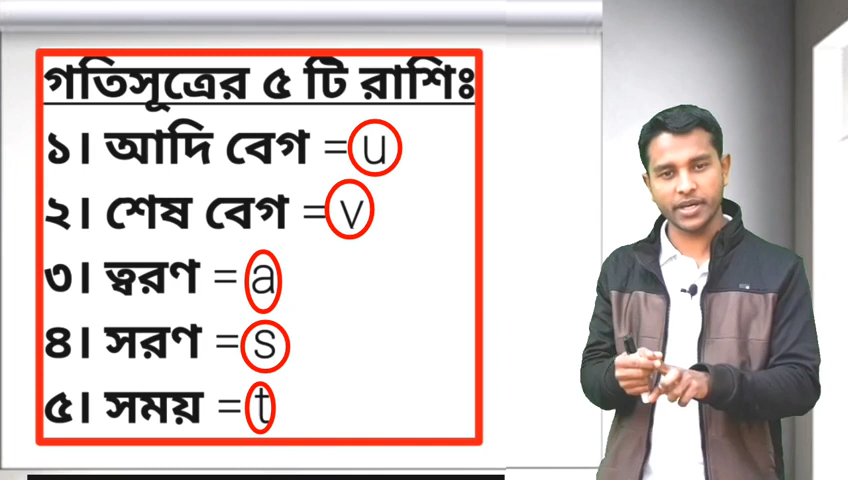 গতিসূত্রের ৫ টি রাশিঃ
১। আদি বেগ = u
২। শেষ বেগ = v
৩। ত্বরণ = a
৪। সরণ = s
৫। সময় = t